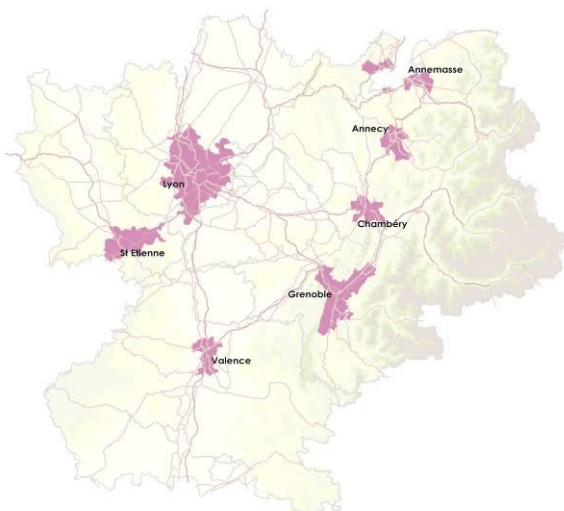 Annemasse
Annecy
Lyon
Chambéry
St Etienne
Grenoble
Valence